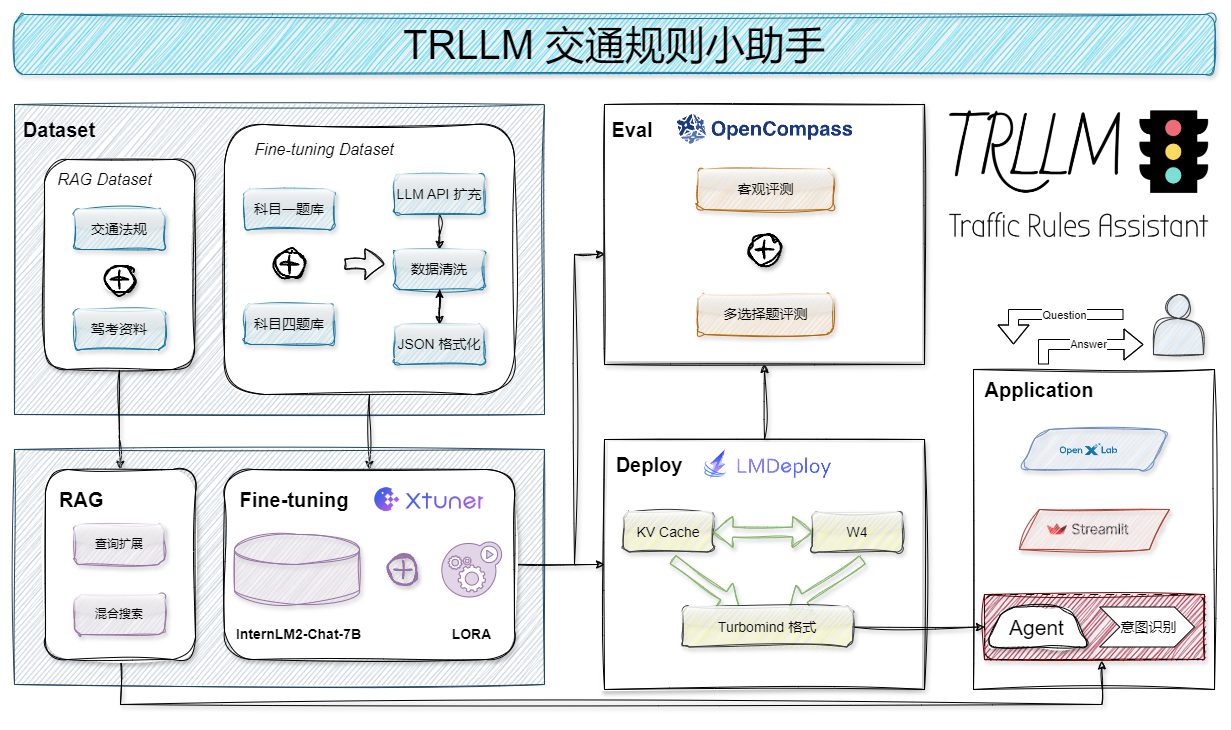 TRLLM 交通规则小助手
Dataset
RAG Dataset
交通法规
驾考资料
Fine-tuning Dataset
科目一题库
科目四题库
LLM API 扩充
数据清洗
JSON 格式化
RAG
查询扩展
混合搜索
Fine-tuning
Xtuner
InternLM2-Chat-7B
LORA
Eval
OpenCompass
客观评测
多选择题评测
Deploy
LMDeploy
KV Cache
W4
Turbomind 格式
TRLLM
Traffic Rules Assistant
Question
Answer
Application
Open X Lab
Streamlit
Agent
意图识别